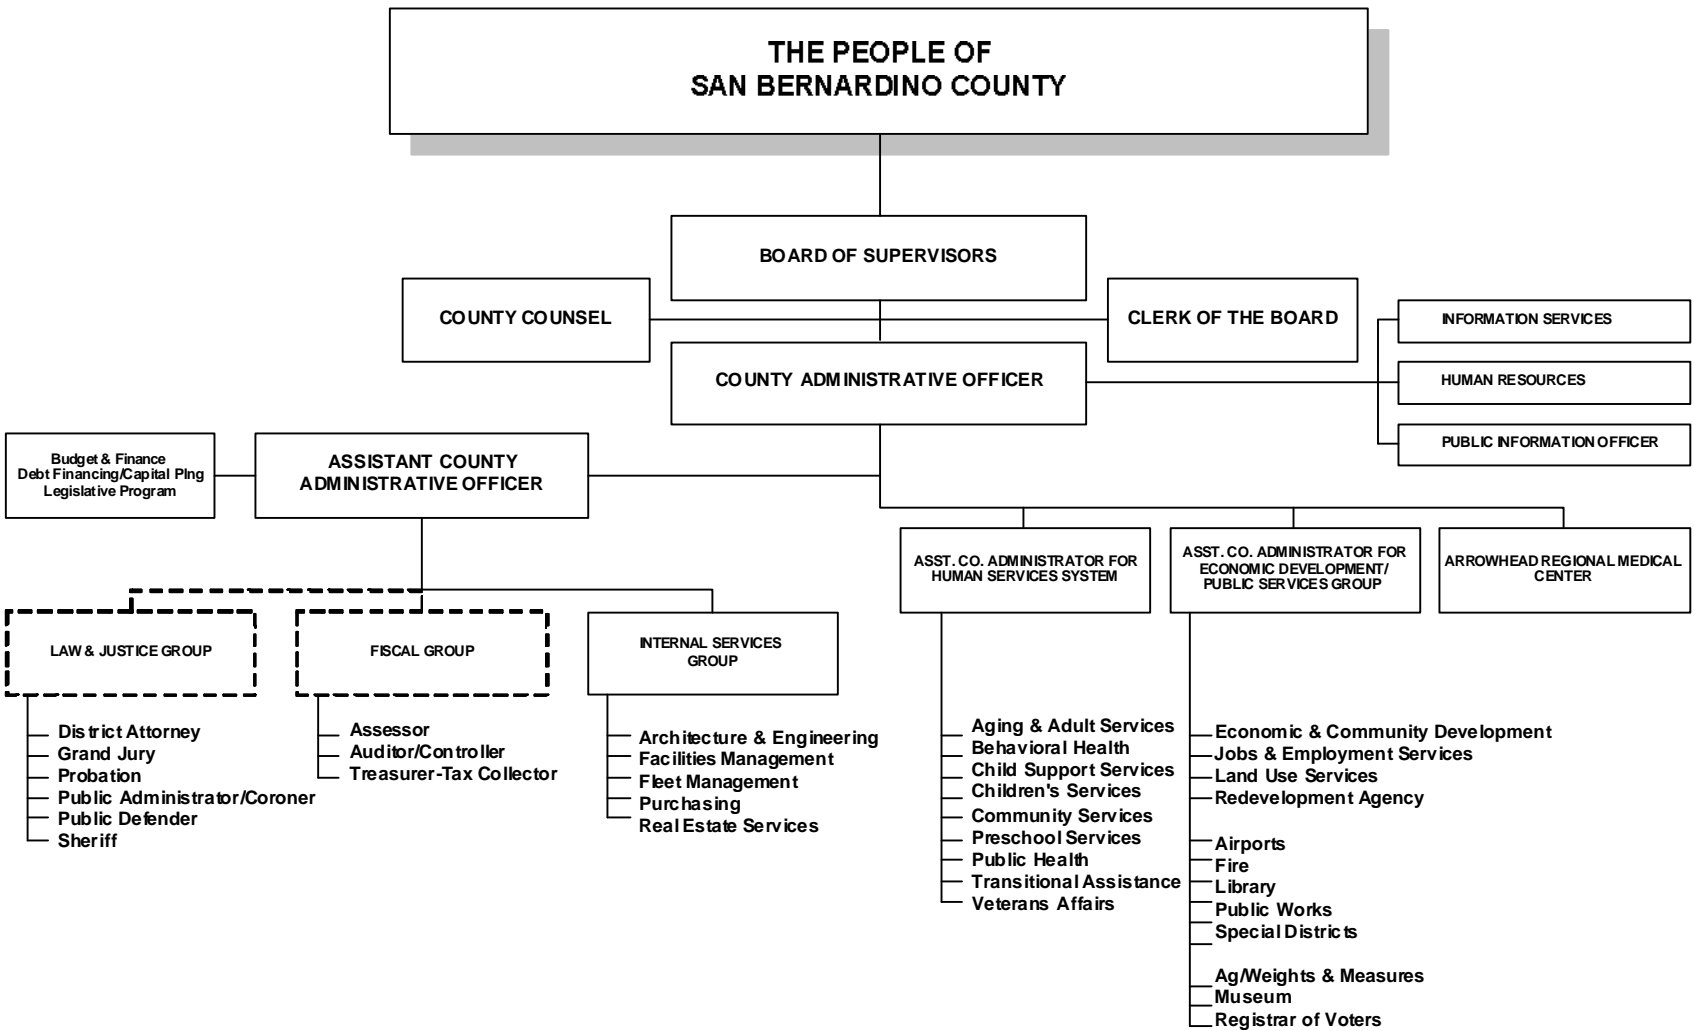 THE PEOPLE OF
SAN BERNARDINO COUNTY
BOARD OF SUPERVISORS
COUNTY COUNSEL
CLERK OF THE BOARD
INFORMATION SERVICES
COUNTY ADMINISTRATIVE OFFICER
HUMAN RESOURCES
PUBLIC INFORMATION OFFICER
Budget & Finance
Debt Financing/Capital Plng
Legislative Program
ASSISTANT COUNTY
ADMINISTRATIVE OFFICER
ASST. CO. ADMINISTRATOR FOR
HUMAN SERVICES SYSTEM
ASST. CO. ADMINISTRATOR FOR
ECONOMIC DEVELOPMENT/
PUBLIC SERVICES GROUP
ARROWHEAD REGIONAL MEDICAL
CENTER
LAW & JUSTICE GROUP
FISCAL GROUP
INTERNAL SERVICES
GROUP
District Attorney
Grand Jury
Probation
Public Administrator/Coroner
Public Defender
Sheriff
Assessor
Auditor/Controller
Treasurer-Tax Collector
Architecture & Engineering
Facilities Management
Fleet Management
Purchasing
Real Estate Services
Aging & Adult Services
Behavioral Health
Child Support Services
Children's Services
Community Services
Preschool Services
Public Health
Transitional Assistance
Veterans Affairs
Economic & Community Development
Jobs & Employment Services
Land Use Services
Redevelopment Agency
Airports
Fire
Library
Public Works
Special Districts
Ag/Weights & Measures
Museum
Registrar of Voters